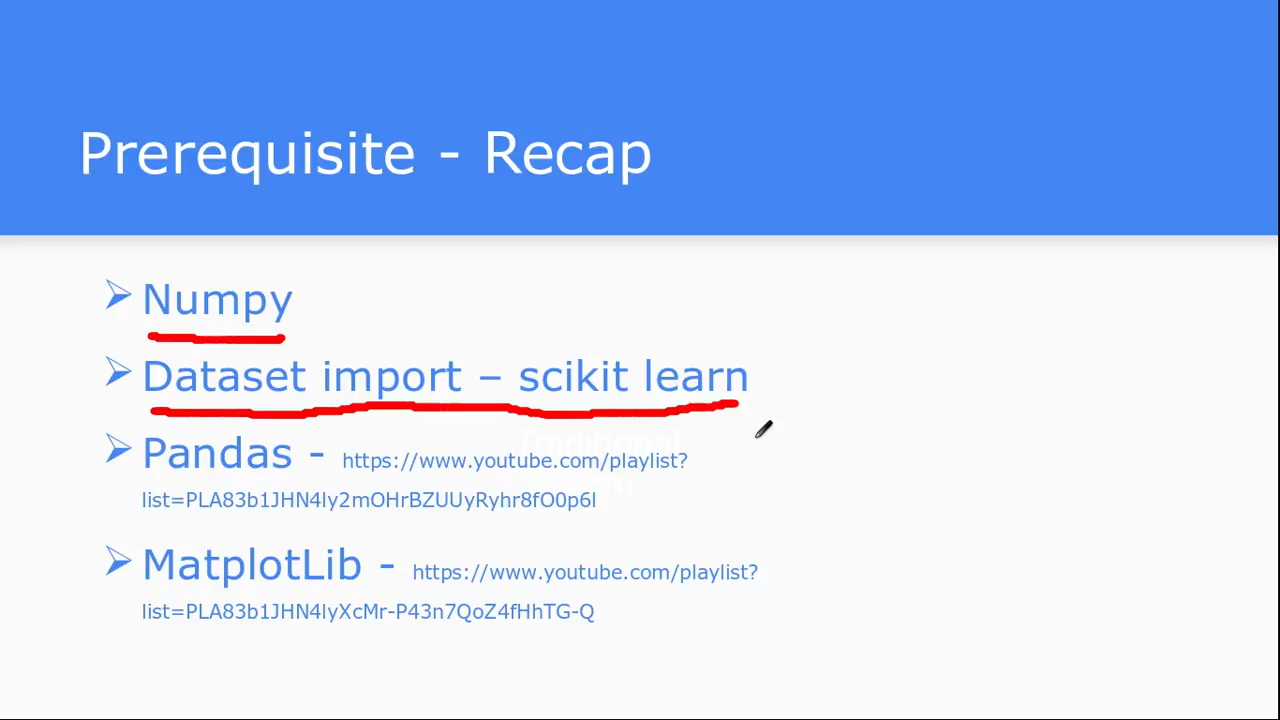 Prerequisite - Recap
Numpy
Dataset import – scikit learn
Traditional
Pandas - https://www.youtube.com/playlist?
list=PLA83b1JHN4ly2mOHrBZUUyRyhr8fO0p6l
MatplotLib - https://www.youtube.com/playlist?
list=PLA83b1JHN4lyXcMr-P43n7QoZ4fHhTG-Q